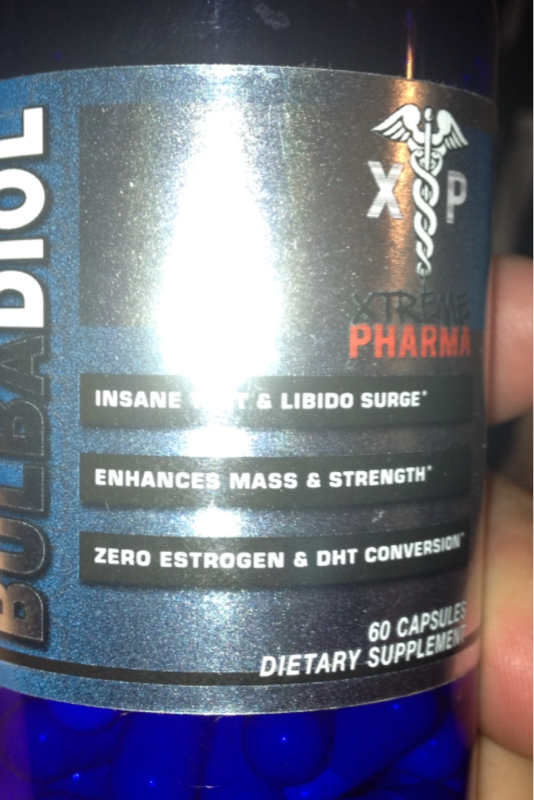 BULBADIOL
X P
XTREME
PHARMA
INSANE & LIBIDO SURGE*
ENHANCES MASS & STRENGTH*
ZERO ESTROGEN & DHT CONVERSION*
60 CAPSULES
DIETARY SUPPLEMENT